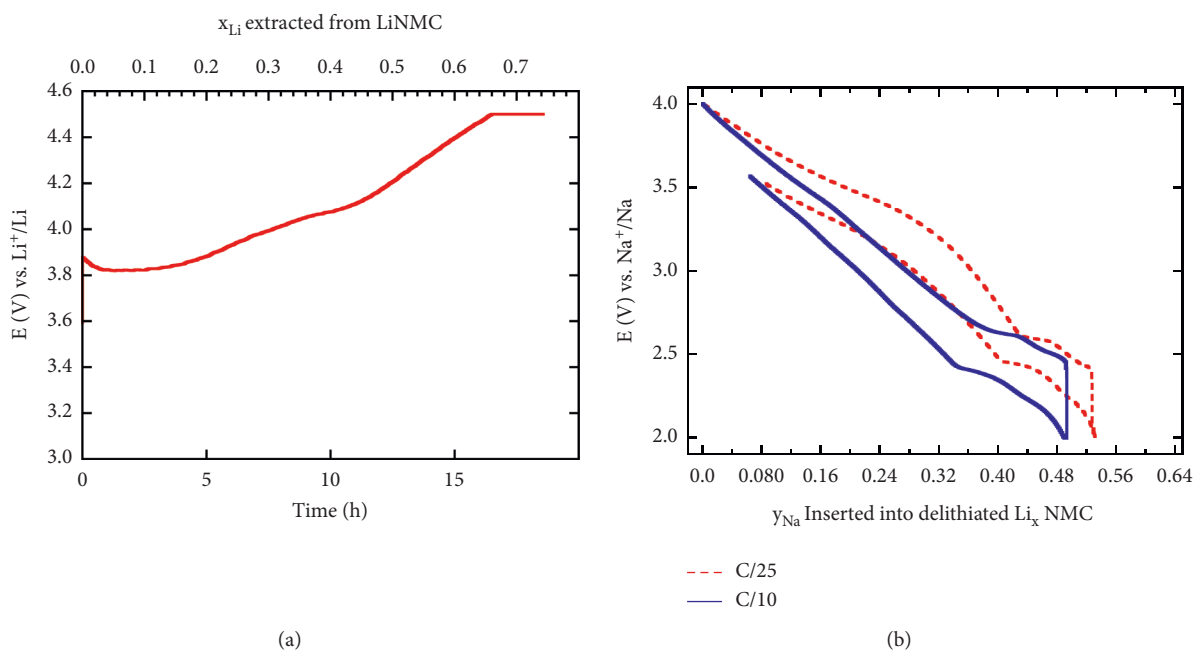 x_Li extracted from LiNMC
0.0 0.1 0.2 0.3 0.4 0.5 0.6 0.7
4.6
4.4
4.2
4.0
3.8
3.6
3.4
3.2
3.0
E (V) vs. Li⁺/Li
0 5 10 15
Time (h)
(a)
4.0
3.5
3.0
2.5
2.0
E (V) vs. Na⁺/Na
0.0 0.080 0.16 0.24 0.32 0.40 0.48 0.56 0.64
y_Na Inserted into delithiated Li_x NMC
C/25
C/10
(b)